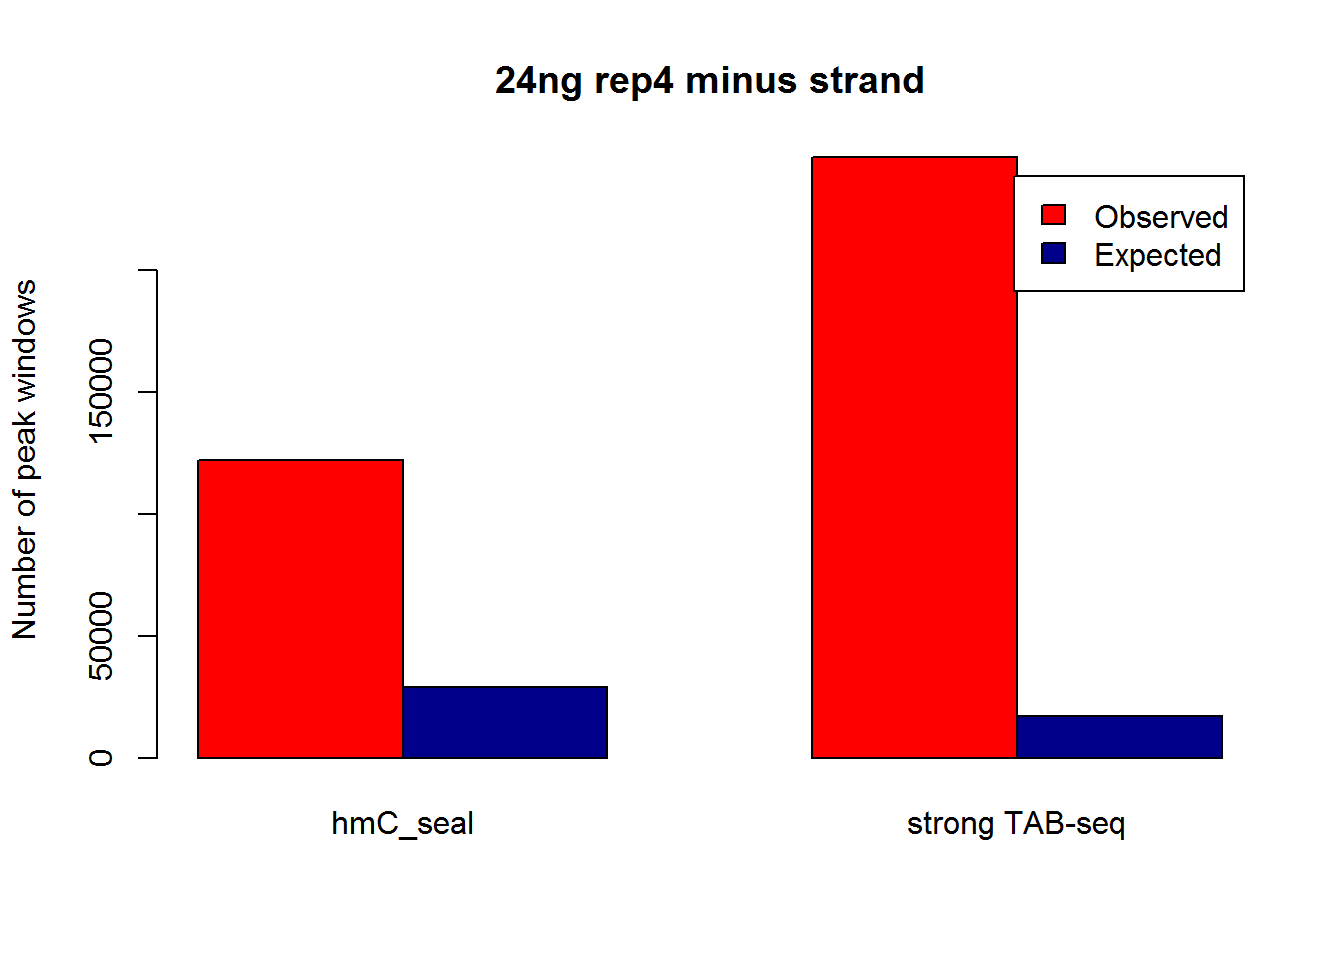 24ng rep4 minus strand
Observed
Expected
Number of peak windows
150000
50000
0
hmC_seal
strong TAB-seq